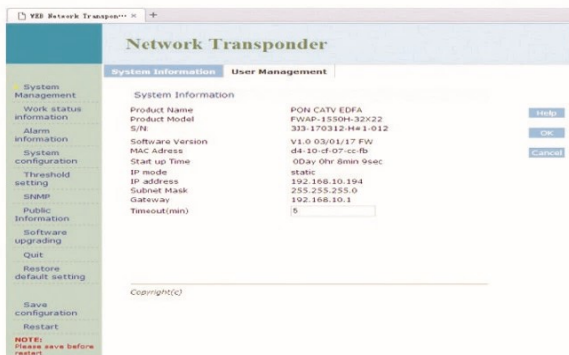 WEB Network Transpon··· × +
Network Transponder
System Information User Management
System
Management
Work status
information
Alarm
information
System
configuration
Threshold
setting
SNMP
Public
Information
Software
upgrading
Quit
Restore
default setting
Save
configuration
Restart
NOTE:
Please save before
restart
System Information
Product Name PON CATV EDFA
Product Model FWAP-1550H-32X22
S/N: 3J3-170312-H#1-012
Software Version V1.0 03/01/17 FW
MAC Adress d4-10-cf-07-cc-fb
Start up Time 0Day 0hr 8min 9sec
IP mode static
IP address 192.168.10.194
Subnet Mask 255.255.255.0
Gateway 192.168.10.1
Timeout(min) 5
Help
OK
Cancel
Copyright(c)